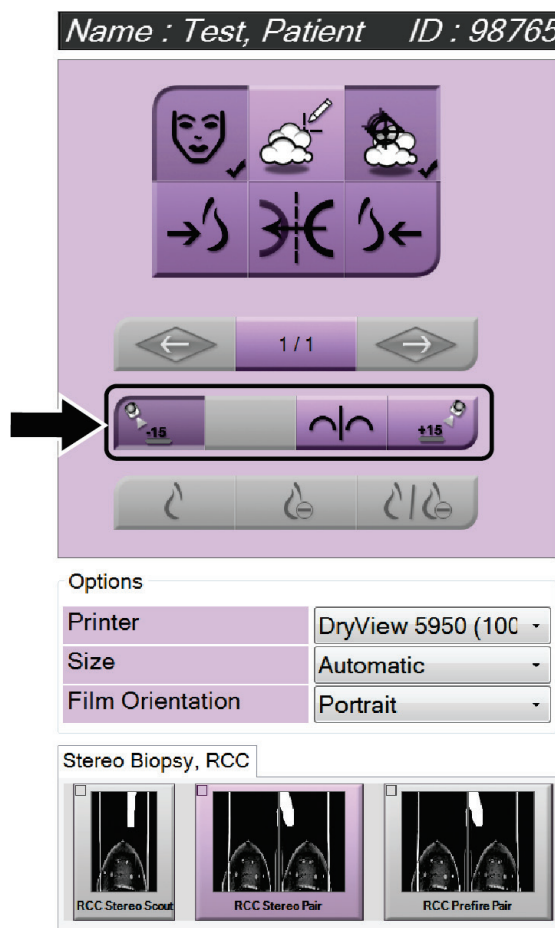 Name : Test, Patient ID : 98765
1 / 1
-15 +15
Options
Printer DryView 5950 (100
Size Automatic
Film Orientation Portrait
Stereo Biopsy, RCC
RCC Stereo Scout RCC Stereo Pair RCC Prefire Pair